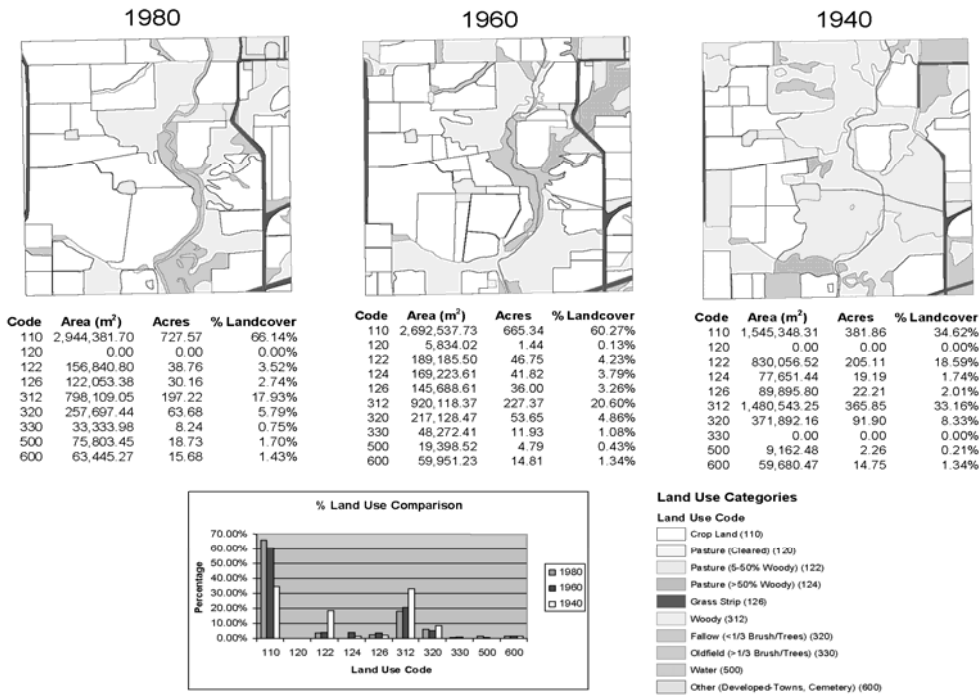 1980
1960
1940
Code Area (m²) Acres % Landcover
110 2,944,381.70 727.57 66.14%
120 0.00 0.00 0.00%
122 156,840.80 38.76 3.52%
126 122,053.38 30.16 2.74%
312 798,109.05 197.22 17.93%
320 257,697.44 63.68 5.79%
330 33,333.98 8.24 0.75%
500 75,803.45 18.73 1.70%
600 63,445.27 15.68 1.43%
Code Area (m²) Acres % Landcover
110 2,692,537.73 665.34 60.27%
120 5,834.02 1.44 0.13%
122 189,185.50 46.75 4.23%
124 169,223.61 41.82 3.79%
126 145,688.61 36.00 3.26%
312 920,118.37 227.37 20.60%
320 217,128.47 53.65 4.86%
330 48,272.41 11.93 1.08%
500 19,398.52 4.79 0.43%
600 59,951.23 14.81 1.34%
Code Area (m²) Acres % Landcover
110 1,545,348.31 381.86 34.62%
120 0.00 0.00 0.00%
122 830,056.52 205.11 18.59%
124 77,651.44 19.19 1.74%
126 89,895.80 22.21 2.01%
312 1,480,543.25 365.85 33.16%
320 371,892.16 91.90 8.33%
330 0.00 0.00 0.00%
500 9,162.48 2.26 0.21%
600 59,680.47 14.75 1.34%
% Land Use Comparison
Percentage
70.00%
60.00%
50.00%
40.00%
30.00%
20.00%
10.00%
0.00%
110 120 122 124 126 312 320 330 500 600
Land Use Code
1980
1960
1940
Land Use Categories
Land Use Code
Crop Land (110)
Pasture (Cleared) (120)
Pasture (5-50% Woody) (122)
Pasture (>50% Woody) (124)
Grass Strip (126)
Woody (312)
Fallow (<1/3 Brush/Trees) (320)
Oldfield (>1/3 Brush/Trees) (330)
Water (500)
Other (Developed-Towns, Cemetery) (600)